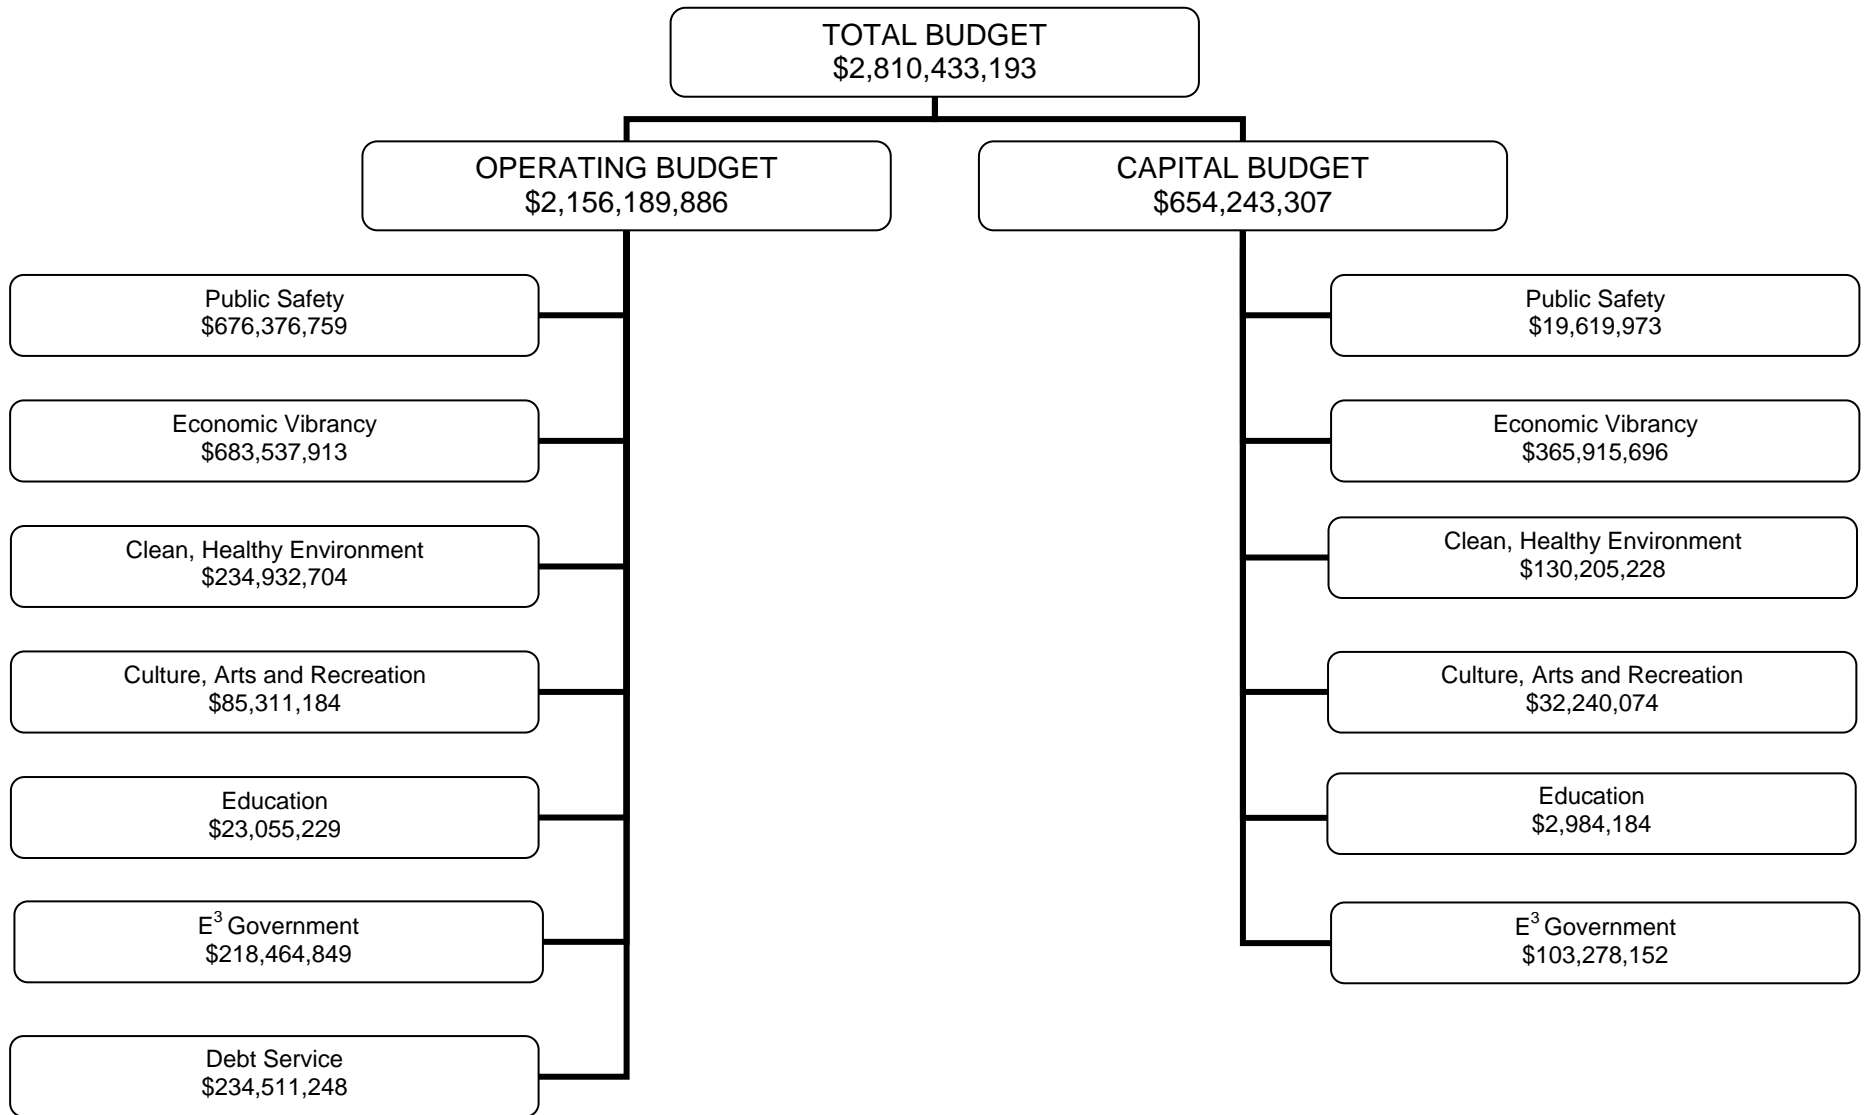 TOTAL BUDGET
$2,810,433,193
OPERATING BUDGET
$2,156,189,886
CAPITAL BUDGET
$654,243,307
Public Safety
$676,376,759
Economic Vibrancy
$683,537,913
Clean, Healthy Environment
$234,932,704
Culture, Arts and Recreation
$85,311,184
Education
$23,055,229
E³ Government
$218,464,849
Debt Service
$234,511,248
Public Safety
$19,619,973
Economic Vibrancy
$365,915,696
Clean, Healthy Environment
$130,205,228
Culture, Arts and Recreation
$32,240,074
Education
$2,984,184
E³ Government
$103,278,152